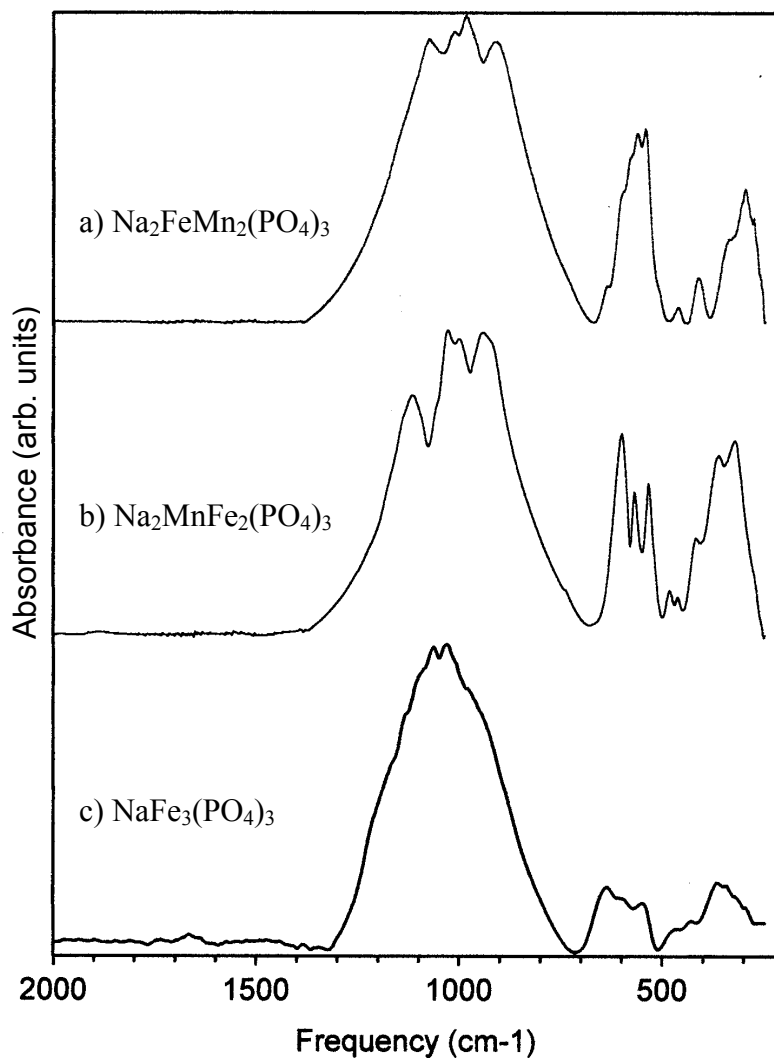 a) Na₂FeMn₂(PO₄)₃
b) Na₂MnFe₂(PO₄)₃
c) NaFe₃(PO₄)₃
Absorbance (arb. units)
2000 1500 1000 500
Frequency (cm-1)